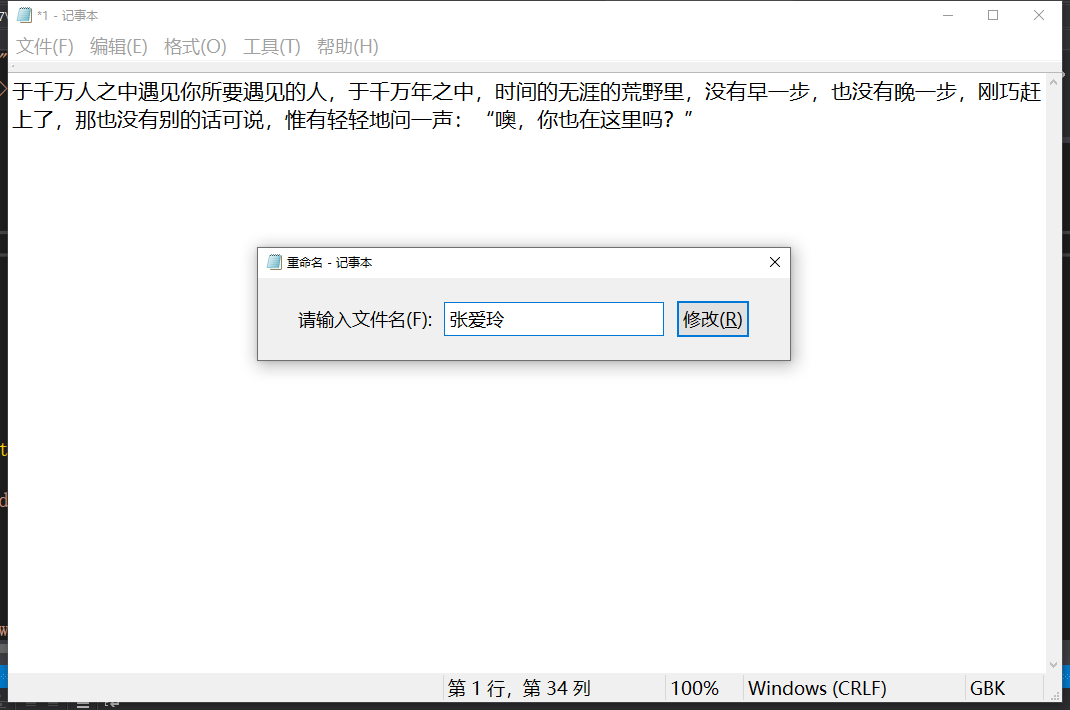 *1 - 记事本
文件(F) 编辑(E) 格式(O) 工具(T) 帮助(H)
于千万人之中遇见你所要遇见的人，于千万年之中，时间的无涯的荒野里，没有早一步，也没有晚一步，刚巧赶
上了，那也没有别的话可说，惟有轻轻地问一声：“噢，你也在这里吗？”
重命名 - 记事本
请输入文件名(F): 张爱玲 修改(R)
第 1 行，第 34 列 100% Windows (CRLF) GBK